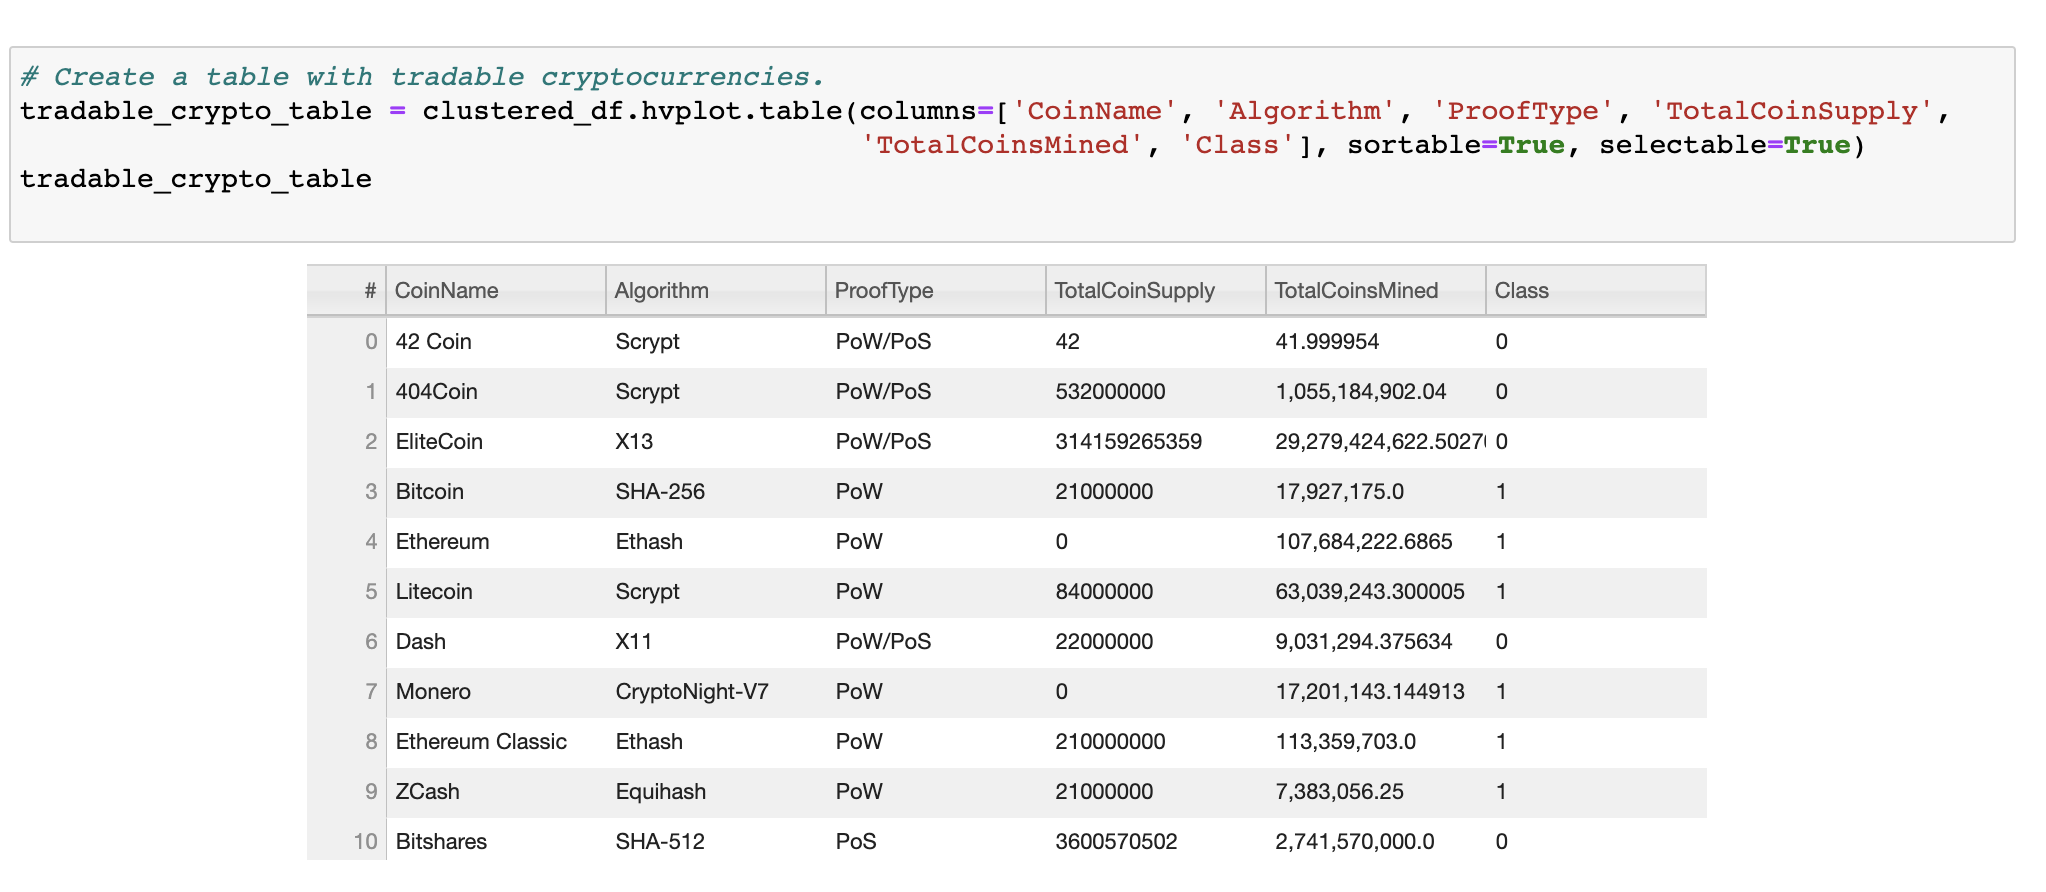 # Create a table with tradable cryptocurrencies.
tradable_crypto_table = clustered_df.hvplot.table(columns=['CoinName', 'Algorithm', 'ProofType', 'TotalCoinSupply',
'TotalCoinsMined', 'Class'], sortable=True, selectable=True)
tradable_crypto_table
# CoinName Algorithm ProofType TotalCoinSupply TotalCoinsMined Class
0 42 Coin Scrypt PoW/PoS 42 41.999954 0
1 404Coin Scrypt PoW/PoS 532000000 1,055,184,902.04 0
2 EliteCoin X13 PoW/PoS 314159265359 29,279,424,622.5027 0
3 Bitcoin SHA-256 PoW 21000000 17,927,175.0 1
4 Ethereum Ethash PoW 0 107,684,222.6865 1
5 Litecoin Scrypt PoW 84000000 63,039,243.300005 1
6 Dash X11 PoW/PoS 22000000 9,031,294.375634 0
7 Monero CryptoNight-V7 PoW 0 17,201,143.144913 1
8 Ethereum Classic Ethash PoW 210000000 113,359,703.0 1
9 ZCash Equihash PoW 21000000 7,383,056.25 1
10 Bitshares SHA-512 PoS 3600570502 2,741,570,000.0 0